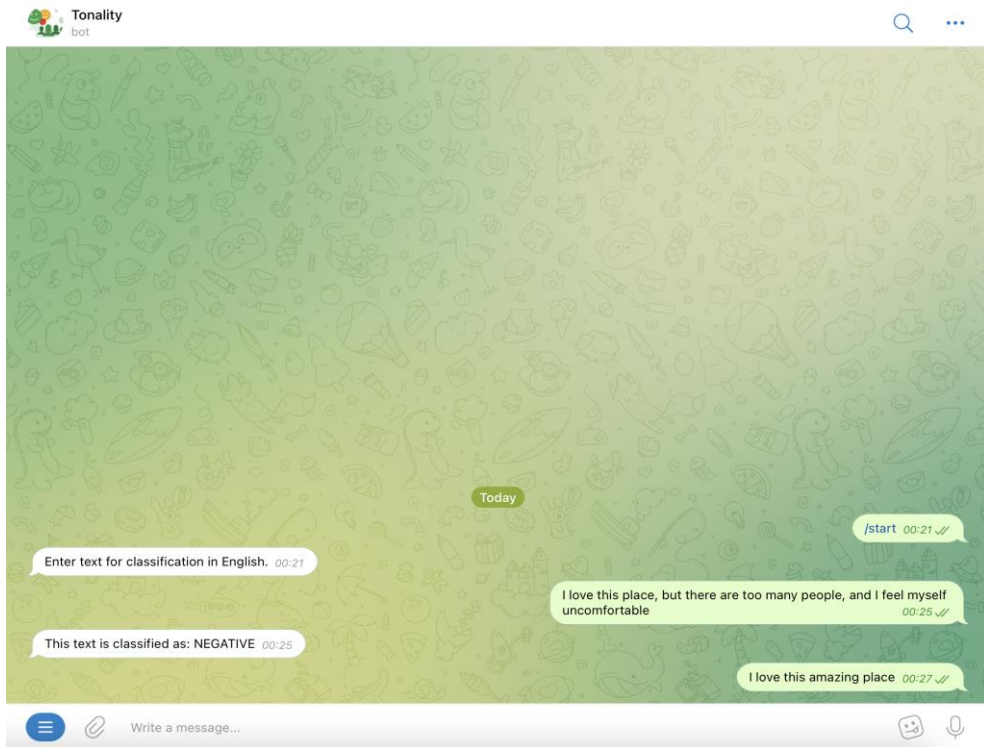 Tonality
bot
Today
/start 00:21
Enter text for classification in English. 00:21
I love this place, but there are too many people, and I feel myself
uncomfortable 00:25
This text is classified as: NEGATIVE 00:25
I love this amazing place 00:27
Write a message...